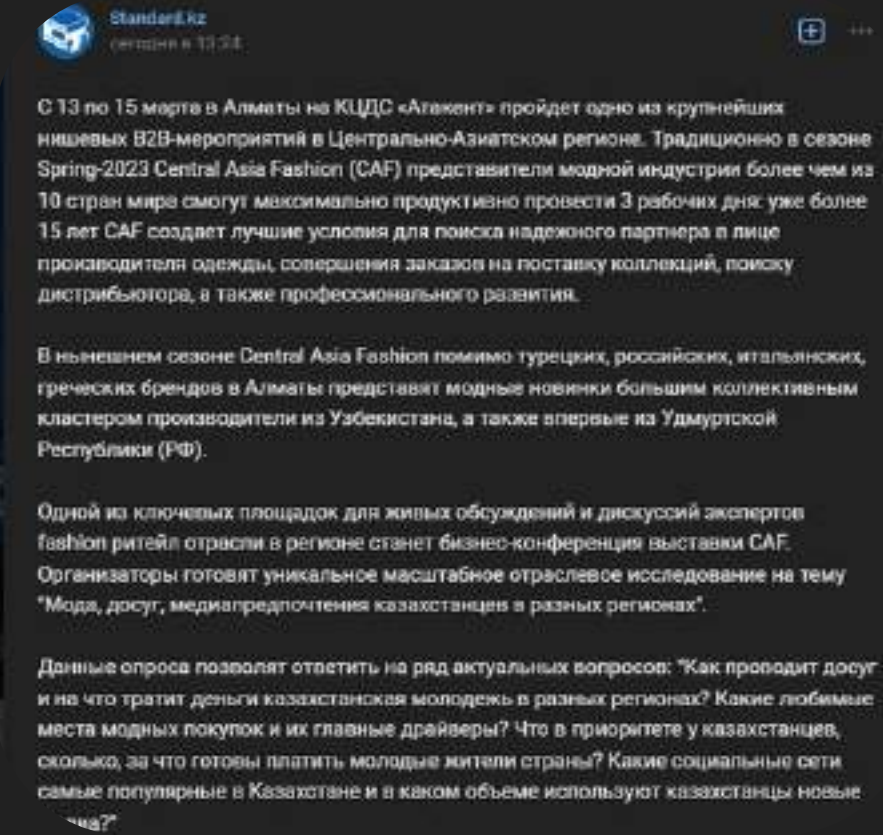 Standard.kz
сегодня в 13:34
С 13 по 15 марта в Алматы на КЦДС «Атакент» пройдет одно из крупнейших
нишевых B2B-мероприятий в Центрально-Азиатском регионе. Традиционно в сезоне
Spring-2023 Central Asia Fashion (CAF) представители модной индустрии более чем из
10 стран мира смогут максимально продуктивно провести 3 рабочих дня: уже более
15 лет CAF создает лучшие условия для поиска надежного партнера в лице
производителя одежды, совершения заказов на поставку коллекций, поиску
дистрибьютора, а также профессионального развития.
В нынешнем сезоне Central Asia Fashion помимо турецких, российских, итальянских,
греческих брендов в Алматы представят модные новинки большим коллективным
кластером производители из Узбекистана, а также впервые из Удмуртской
Республики (РФ).
Одной из ключевых площадок для живых обсуждений и дискуссий экспертов
fashion ритейл отрасли в регионе станет бизнес-конференция выставки CAF.
Организаторы готовят уникальное масштабное отраслевое исследование на тему
"Мода, досуг, медиапредпочтения казахстанцев в разных регионах".
Данные опроса позволят ответить на ряд актуальных вопросов: "Как проводит досуг
и на что тратит деньги казахстанская молодежь в разных регионах? Какие любимые
места модных покупок и их главные драйверы? Что в приоритете у казахстанцев,
сколько, за что готовы платить молодые жители страны? Какие социальные сети
самые популярные в Казахстане и в каком объеме используют казахстанцы новые